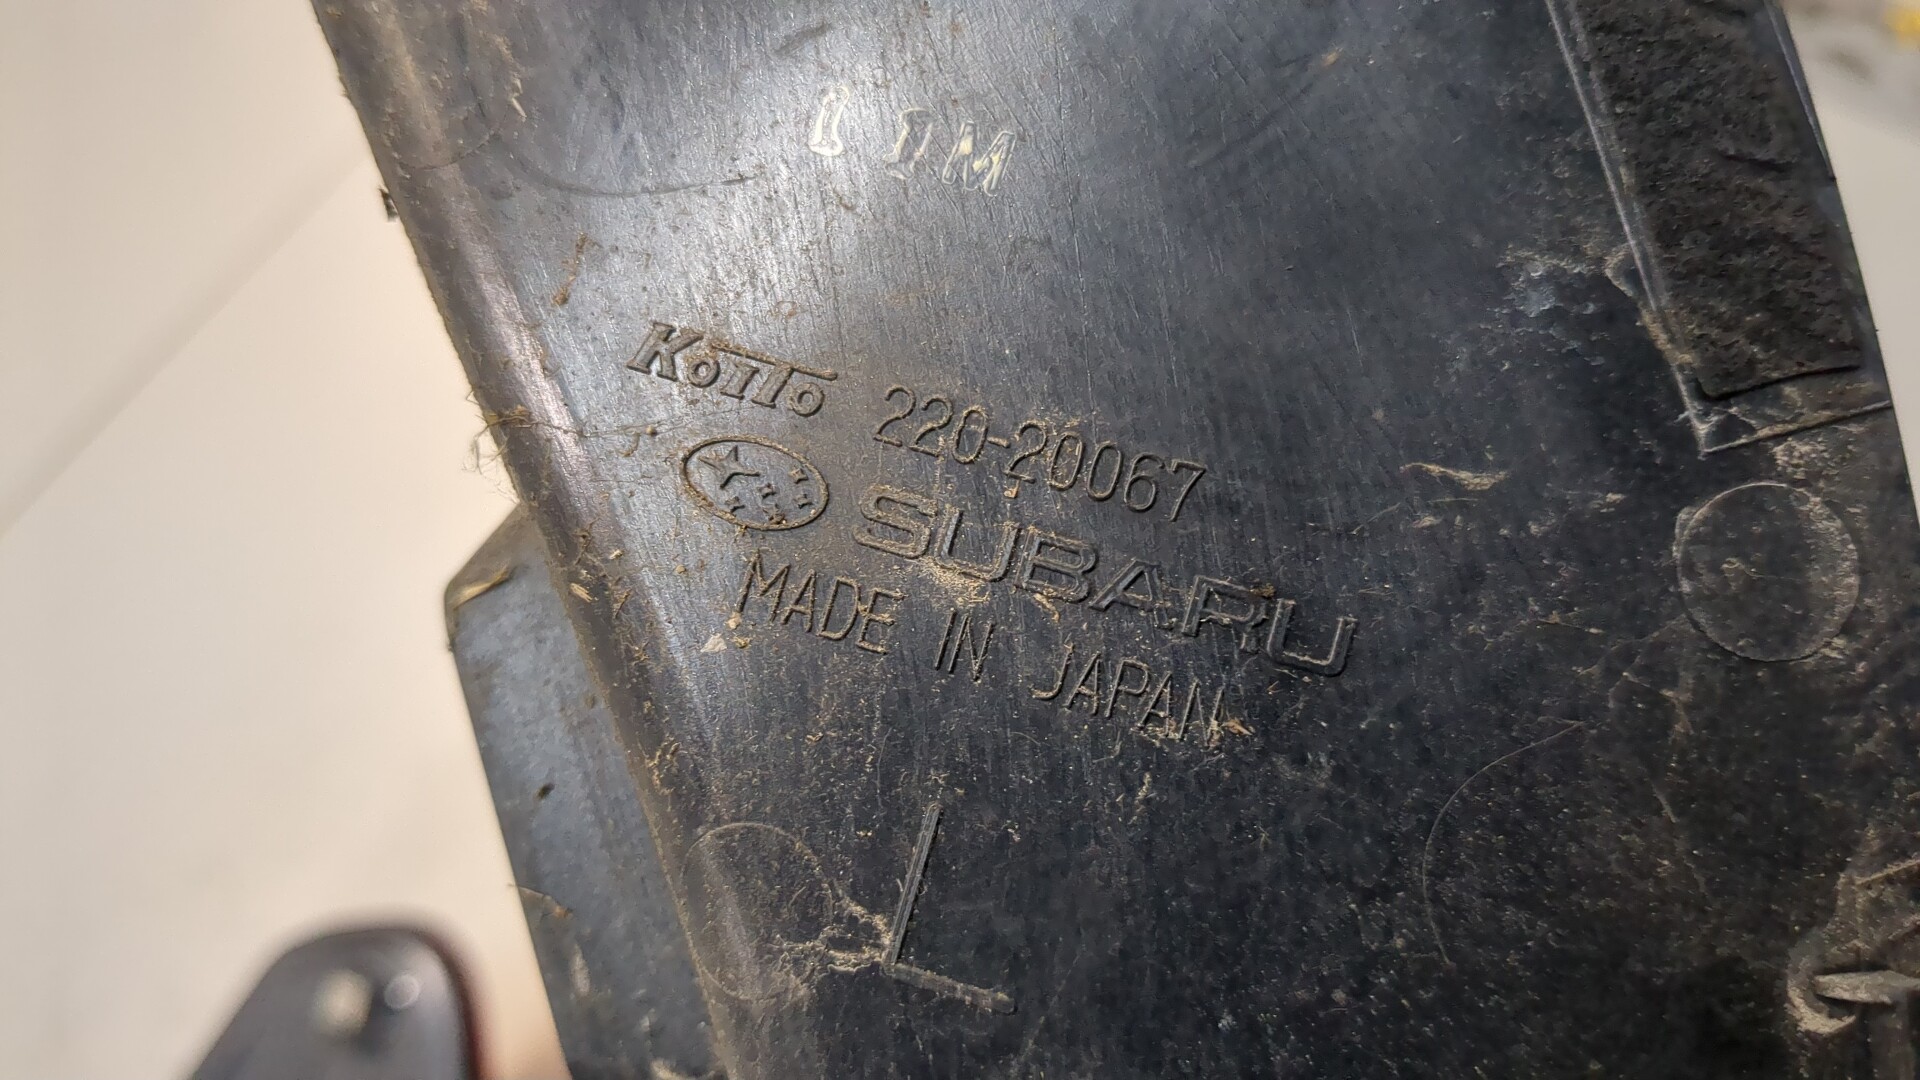 KOITO 220-20067
SUBARU
MADE IN JAPAN
L